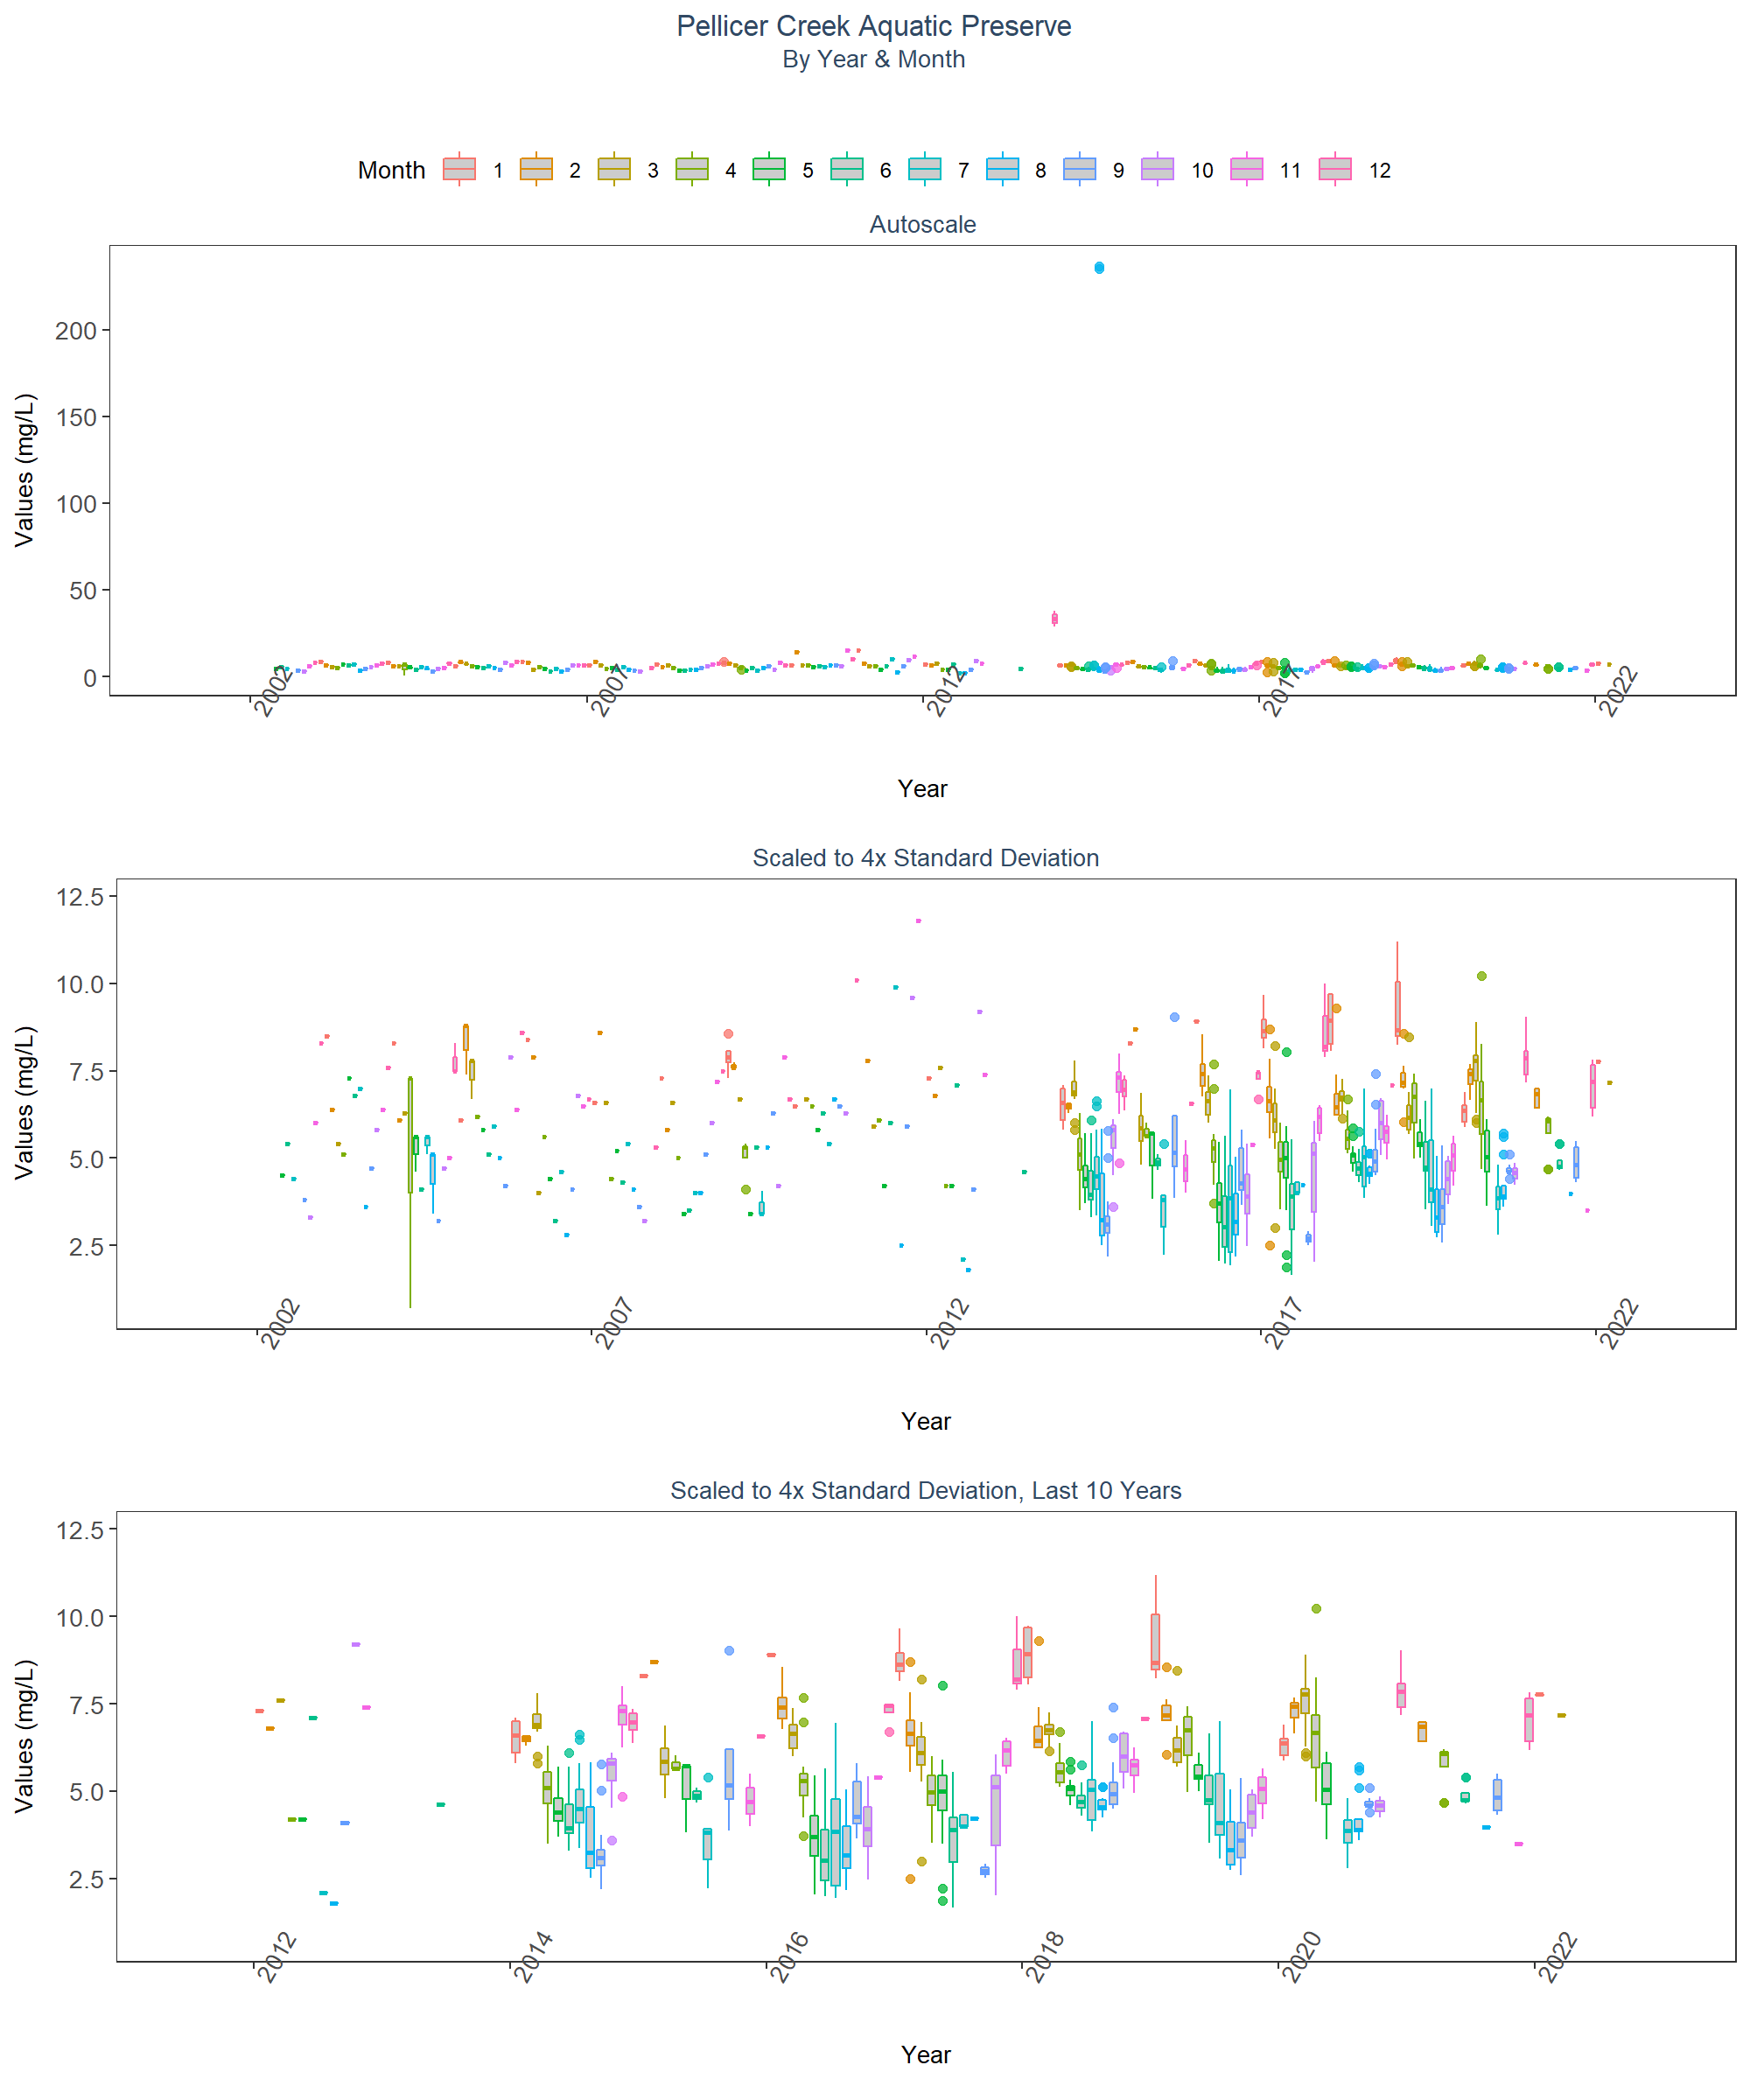 Pellicer Creek Aquatic Preserve
By Year & Month
Month 1 2 3 4 5 6 7 8 9 10 11 12
Autoscale
Values (mg/L)
200
150
100
50
0
2002 2007 2012 2017 2022
Year
Scaled to 4x Standard Deviation
Values (mg/L)
12.5
10.0
7.5
5.0
2.5
2002 2007 2012 2017 2022
Year
Scaled to 4x Standard Deviation, Last 10 Years
Values (mg/L)
12.5
10.0
7.5
5.0
2.5
2012 2014 2016 2018 2020 2022
Year